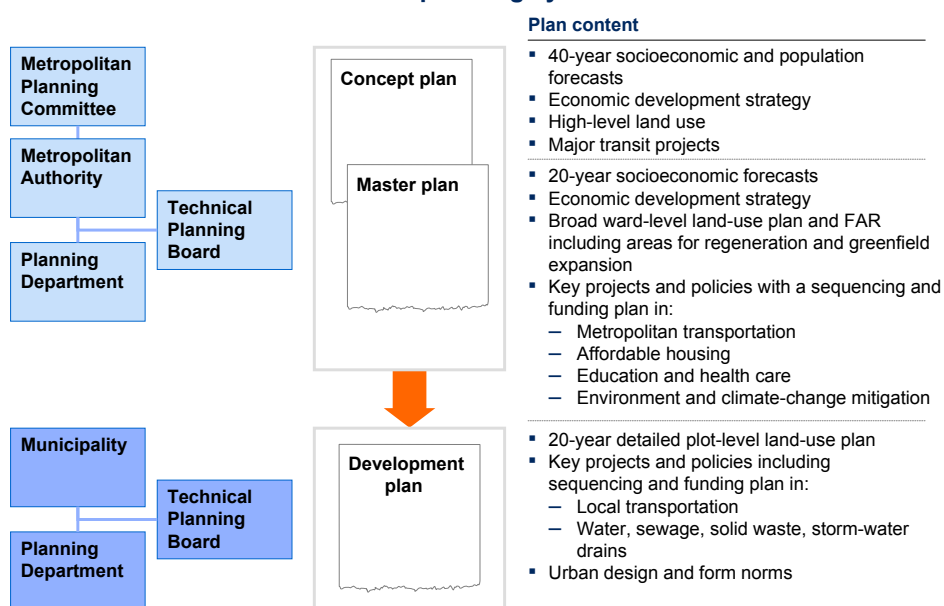 Plan content
Metropolitan
Planning
Committee
Metropolitan
Authority
Technical
Planning
Board
Planning
Department
Concept plan
Master plan
▪ 40-year socioeconomic and population
forecasts
▪ Economic development strategy
▪ High-level land use
▪ Major transit projects
▪ 20-year socioeconomic forecasts
▪ Economic development strategy
▪ Broad ward-level land-use plan and FAR
including areas for regeneration and greenfield
expansion
▪ Key projects and policies with a sequencing and
funding plan in:
– Metropolitan transportation
– Affordable housing
– Education and health care
– Environment and climate-change mitigation
Municipality
Technical
Planning
Board
Planning
Department
Development
plan
▪ 20-year detailed plot-level land-use plan
▪ Key projects and policies including
sequencing and funding plan in:
– Local transportation
– Water, sewage, solid waste, storm-water
drains
▪ Urban design and form norms